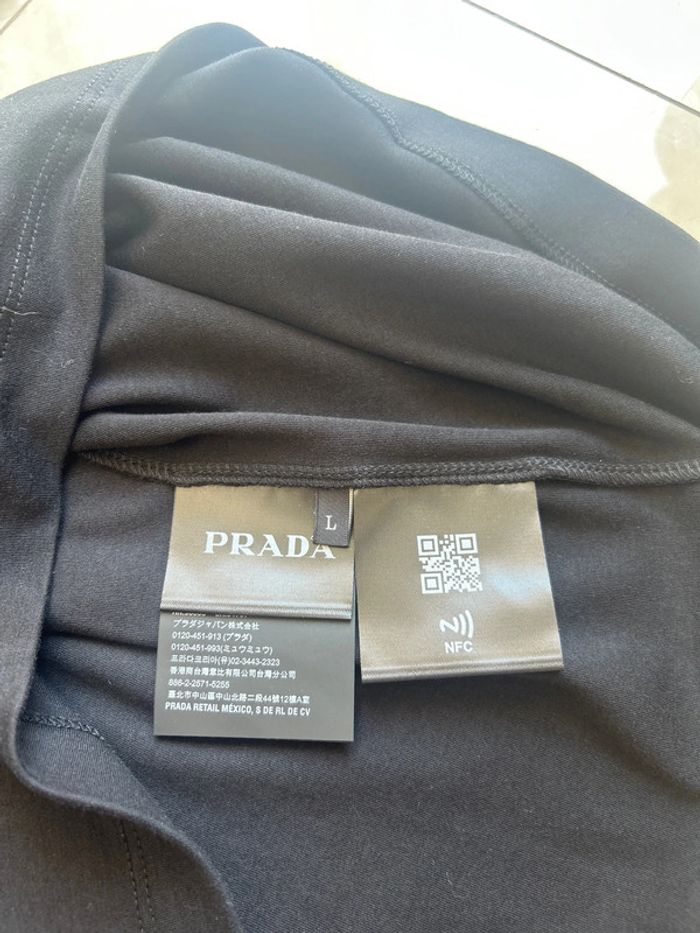 L
PRADA
NFC
プラダジャパン株式会社
0120-451-913 (プラダ)
0120-451-993(ミュウミュウ)
프라다코리아(유)02-3443-2323
香港商台灣意比有限公司台灣分公司
886-2-2571-5255
臺北市中山區中山北路二段44號12樓A室
PRADA RETAIL MÉXICO, S DE RL DE CV